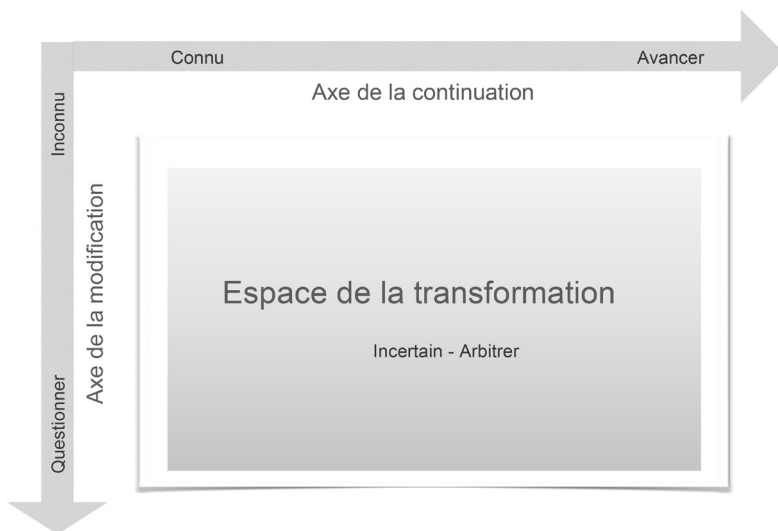 Connu
Avancer
Axe de la continuation
Inconnu
Axe de la modification
Questionner
Espace de la transformation
Incertain - Arbitrer